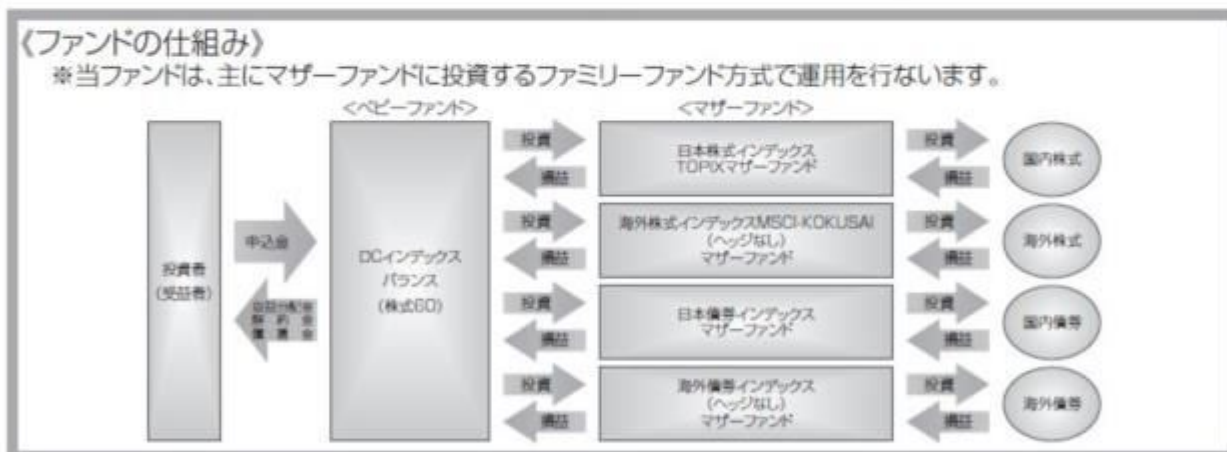 《ファンドの仕組み》
※当ファンドは、主にマザーファンドに投資するファミリーファンド方式で運用を行ないます。
<ベビーファンド>
<マザーファンド>
投資者
(受益者)
申込金
収益分配金
解約金
償還金
DCインデックス
バランス
(株式60)
投資
損益
日本株式インデックス
TOPIXマザーファンド
投資
損益
国内株式
投資
損益
海外株式インデックスMSCI-KOKUSAI
(ヘッジなし)
マザーファンド
投資
損益
海外株式
投資
損益
日本債券インデックス
マザーファンド
投資
損益
国内債券
投資
損益
海外債券インデックス
(ヘッジなし)
マザーファンド
投資
損益
海外債券